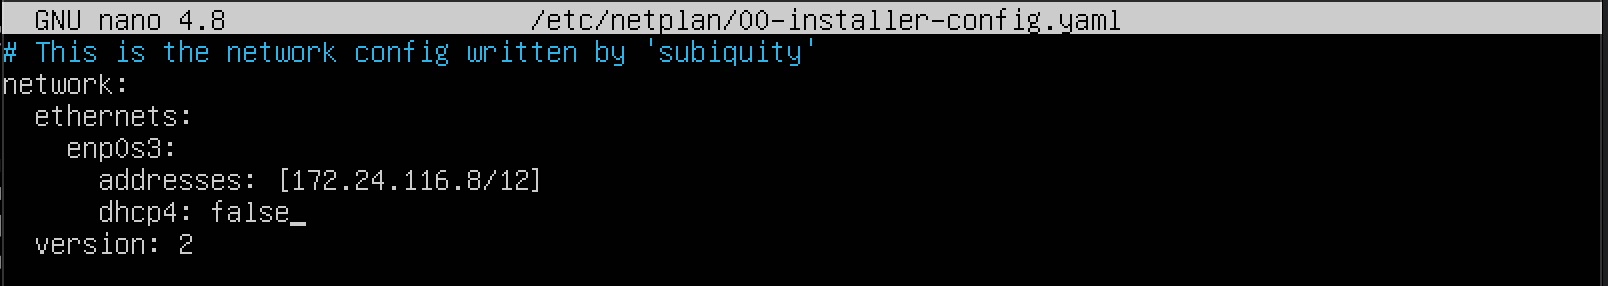 GNU nano 4.8 /etc/netplan/00-installer-config.yaml
# This is the network config written by 'subiquity'
network:
  ethernets:
    enp0s3:
      addresses: [172.24.116.8/12]
      dhcp4: false_
  version: 2